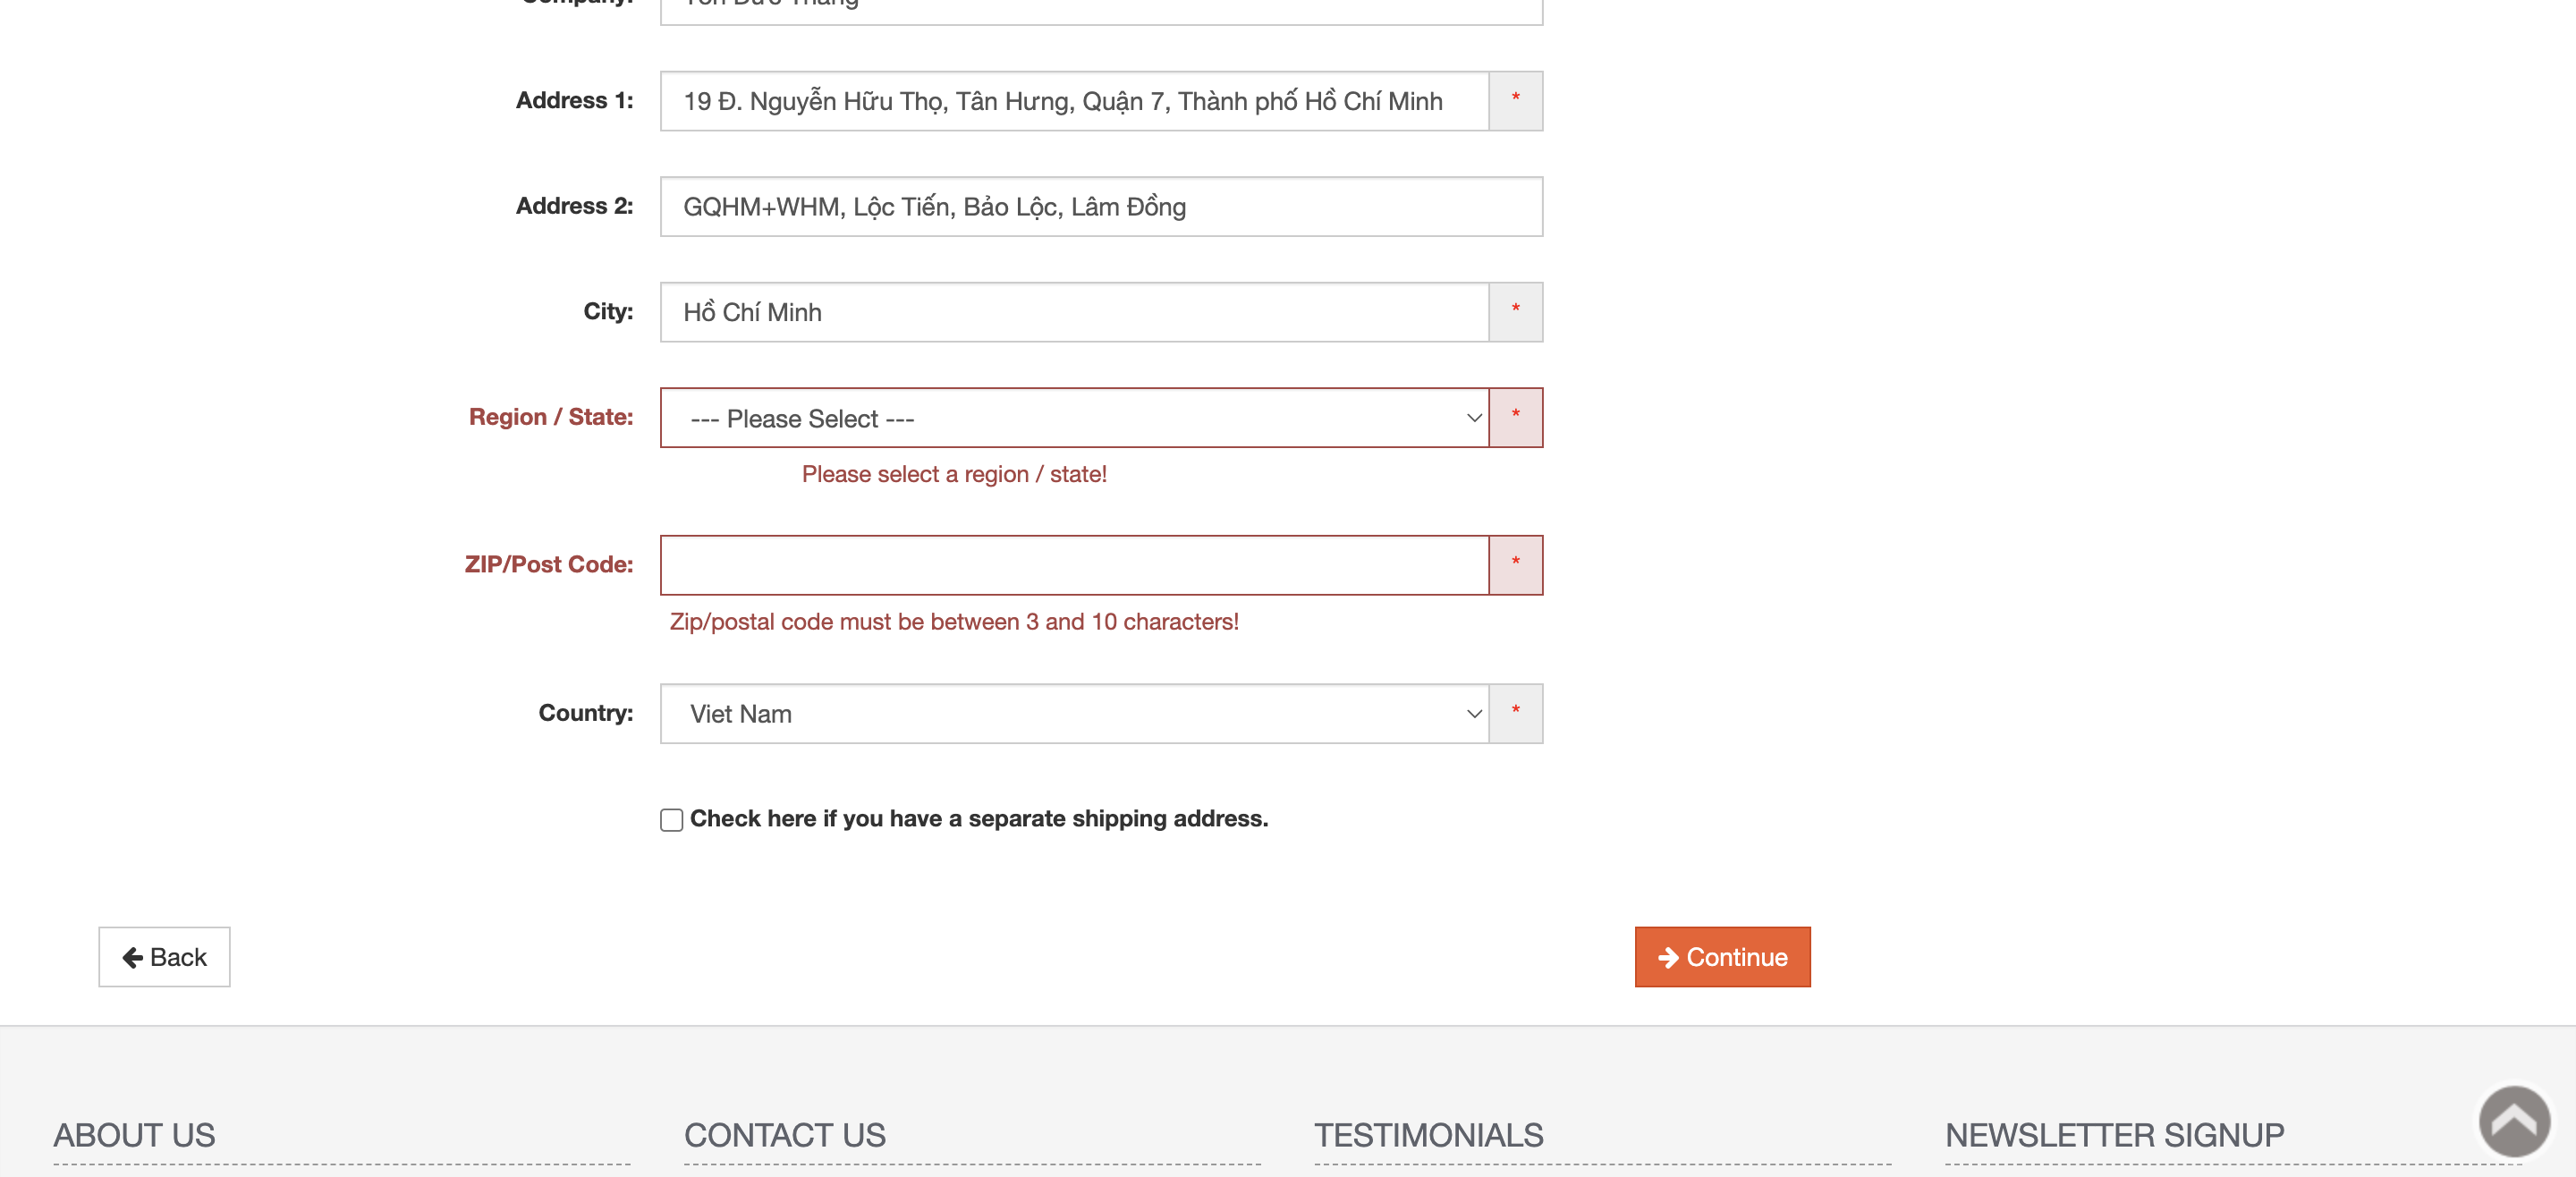 Company: Tôn Đức Thắng
Address 1: 19 Đ. Nguyễn Hữu Thọ, Tân Hưng, Quận 7, Thành phố Hồ Chí Minh *
Address 2: GQHM+WHM, Lộc Tiến, Bảo Lộc, Lâm Đồng
City: Hồ Chí Minh *
Region / State: --- Please Select --- *
Please select a region / state!
ZIP/Post Code: *
Zip/postal code must be between 3 and 10 characters!
Country: Viet Nam *
Check here if you have a separate shipping address.
Back Continue
ABOUT US CONTACT US TESTIMONIALS NEWSLETTER SIGNUP